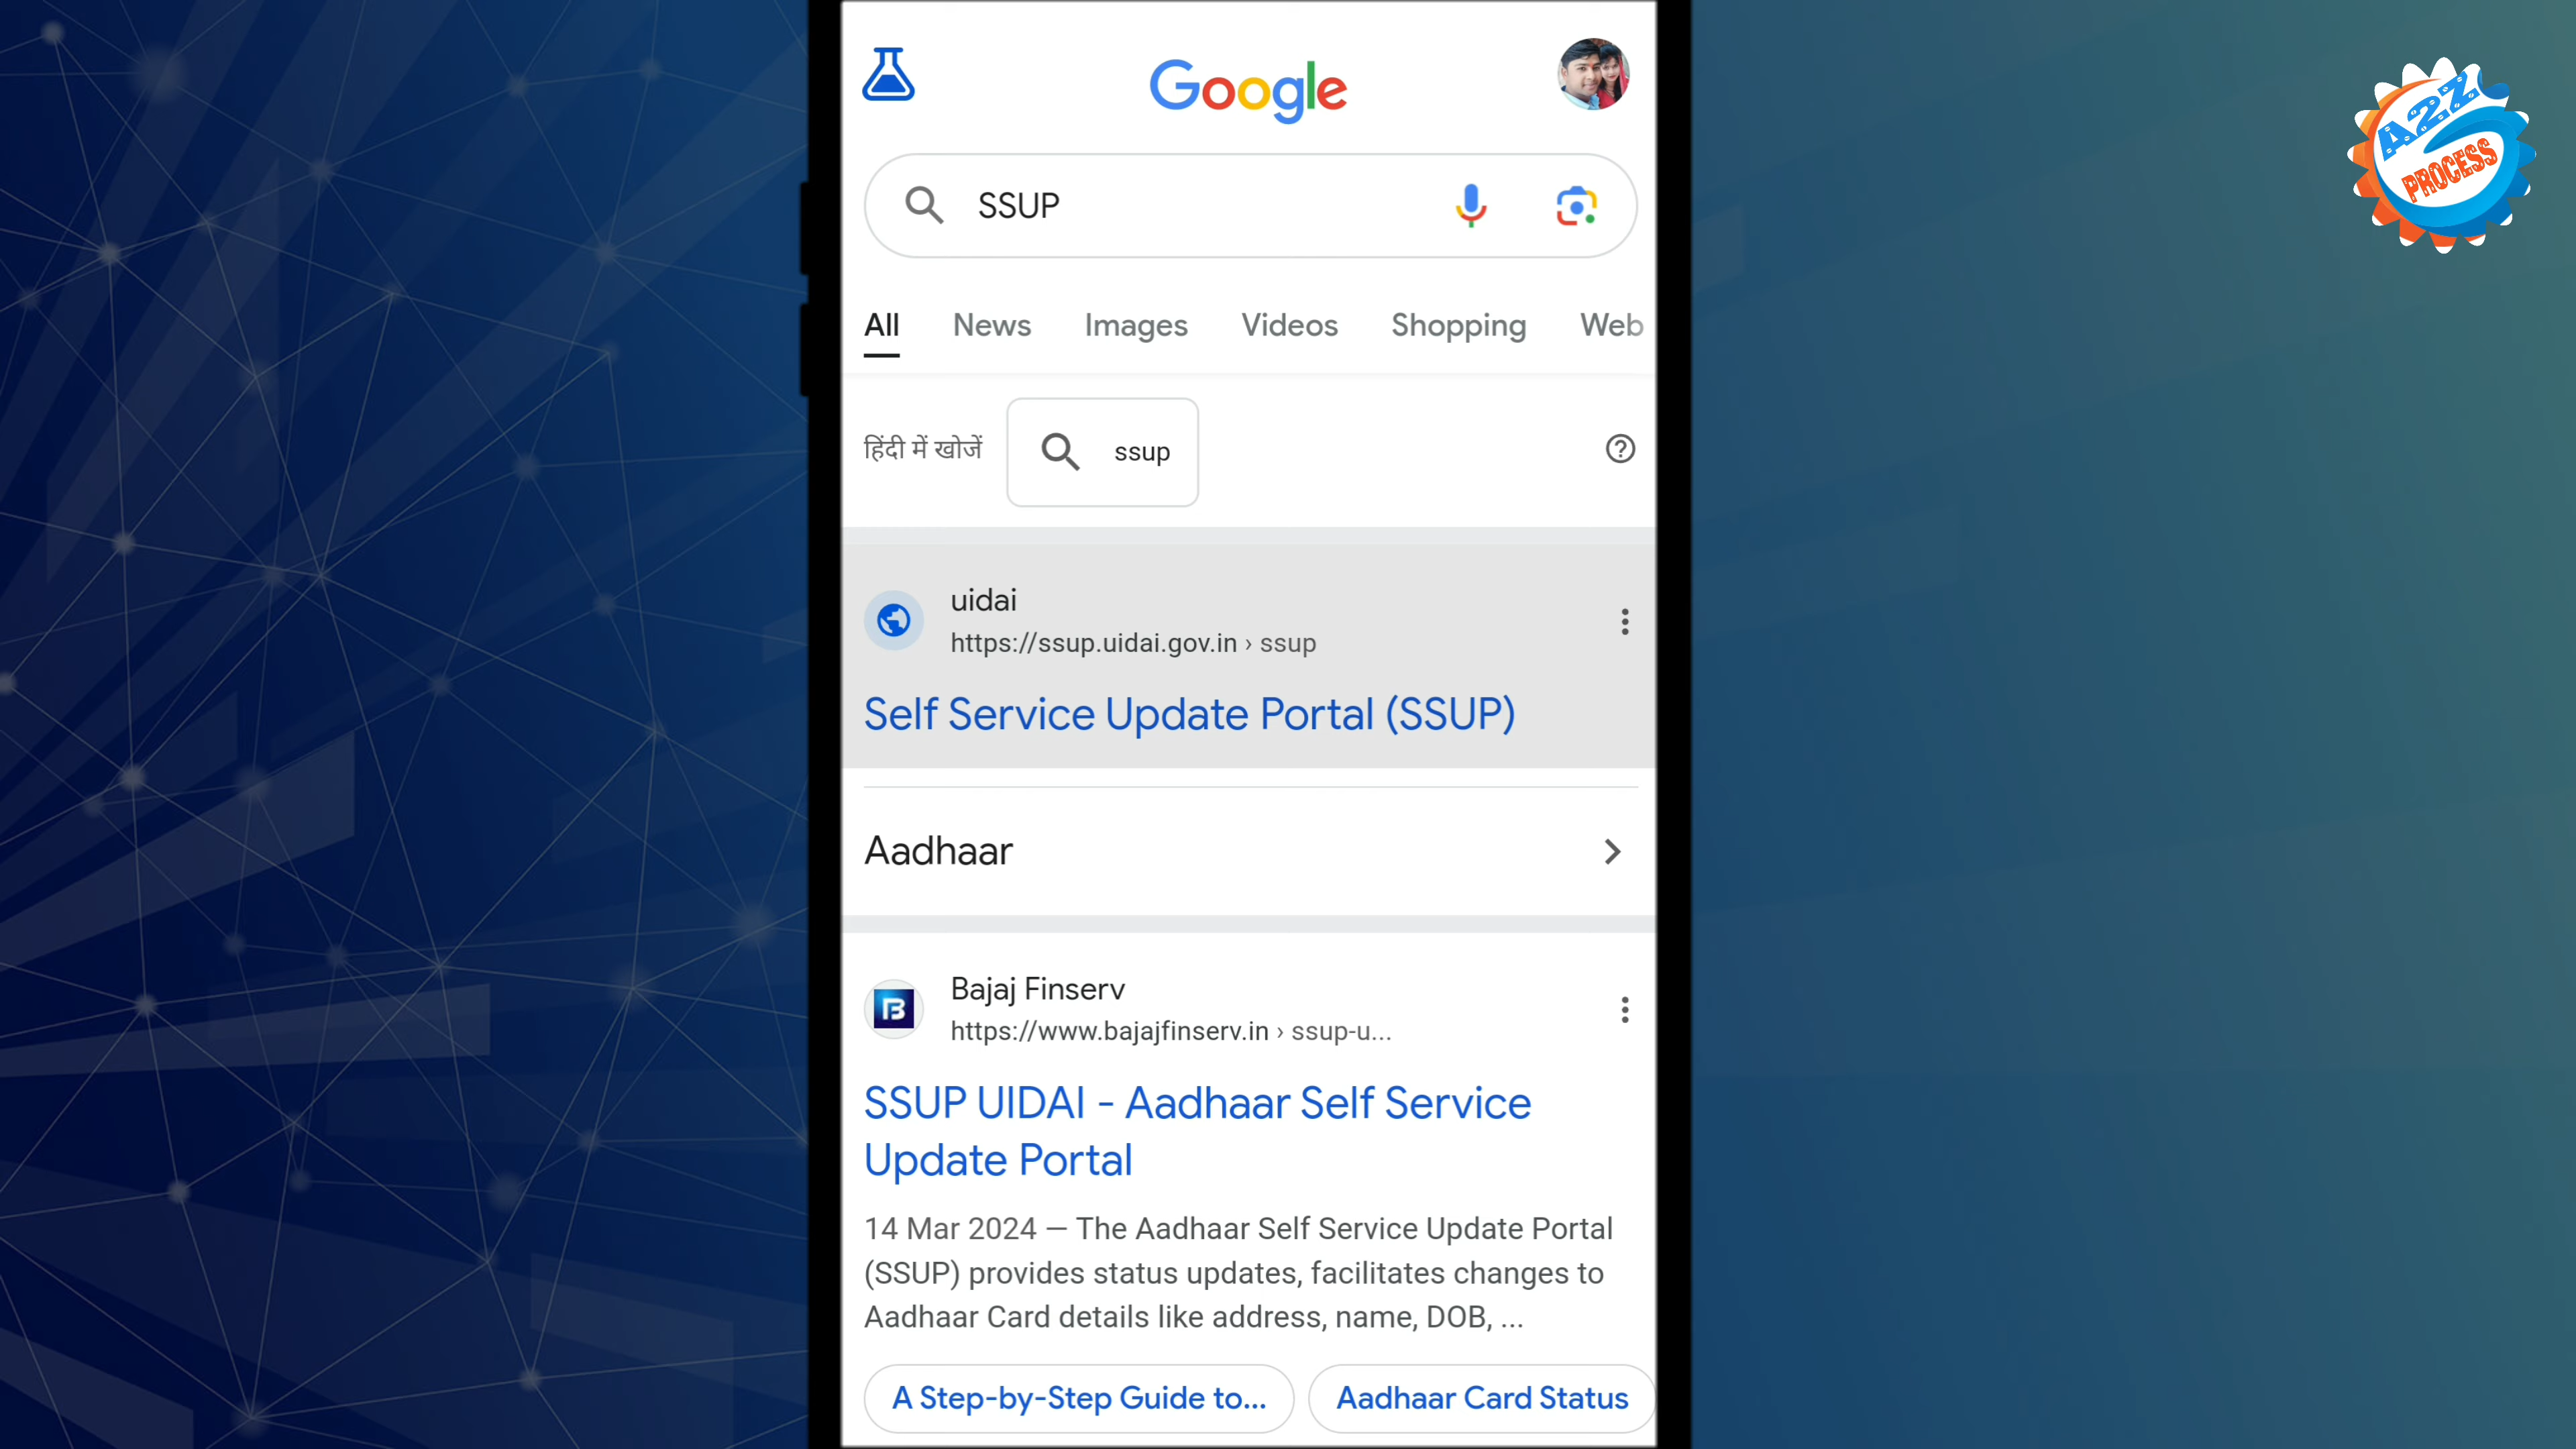 Google
A2Z
PROCESS
SSUP
All News Images Videos Shopping Web
हिंदी में खोजें ssup
uidai
https://ssup.uidai.gov.in › ssup
Self Service Update Portal (SSUP)
Aadhaar
Bajaj Finserv
https://www.bajajfinserv.in › ssup-u...
SSUP UIDAI - Aadhaar Self Service
Update Portal
14 Mar 2024 — The Aadhaar Self Service Update Portal
(SSUP) provides status updates, facilitates changes to
Aadhaar Card details like address, name, DOB, ...
A Step-by-Step Guide to... Aadhaar Card Status